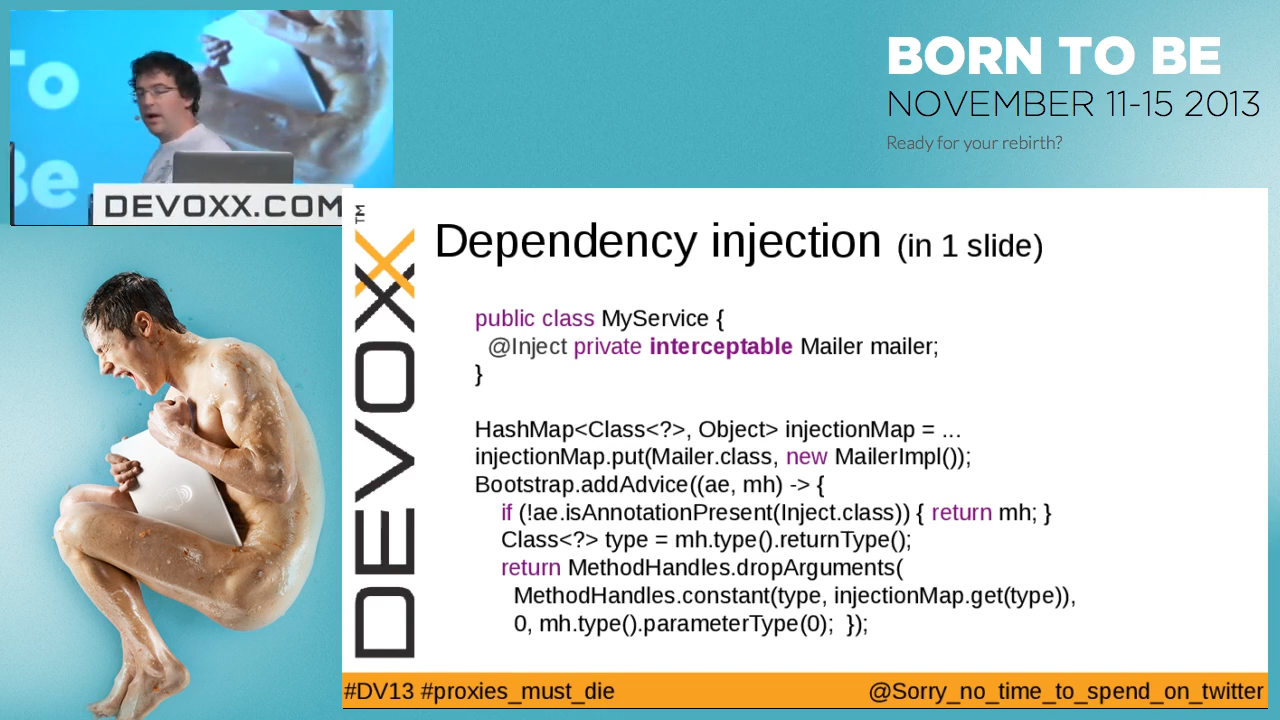 To
Be
DEVOXX.COM
BORN TO BE
NOVEMBER 11-15 2013
Ready for your rebirth?
DEVOXX™
Dependency injection (in 1 slide)
public class MyService {
@Inject private interceptable Mailer mailer;
}
HashMap<Class<?>, Object> injectionMap = ...
injectionMap.put(Mailer.class, new MailerImpl());
Bootstrap.addAdvice((ae, mh) -> {
if (!ae.isAnnotationPresent(Inject.class)) { return mh; }
Class<?> type = mh.type().returnType();
return MethodHandles.dropArguments(
MethodHandles.constant(type, injectionMap.get(type)),
0, mh.type().parameterType(0); });
#DV13 #proxies_must_die
@Sorry_no_time_to_spend_on_twitter